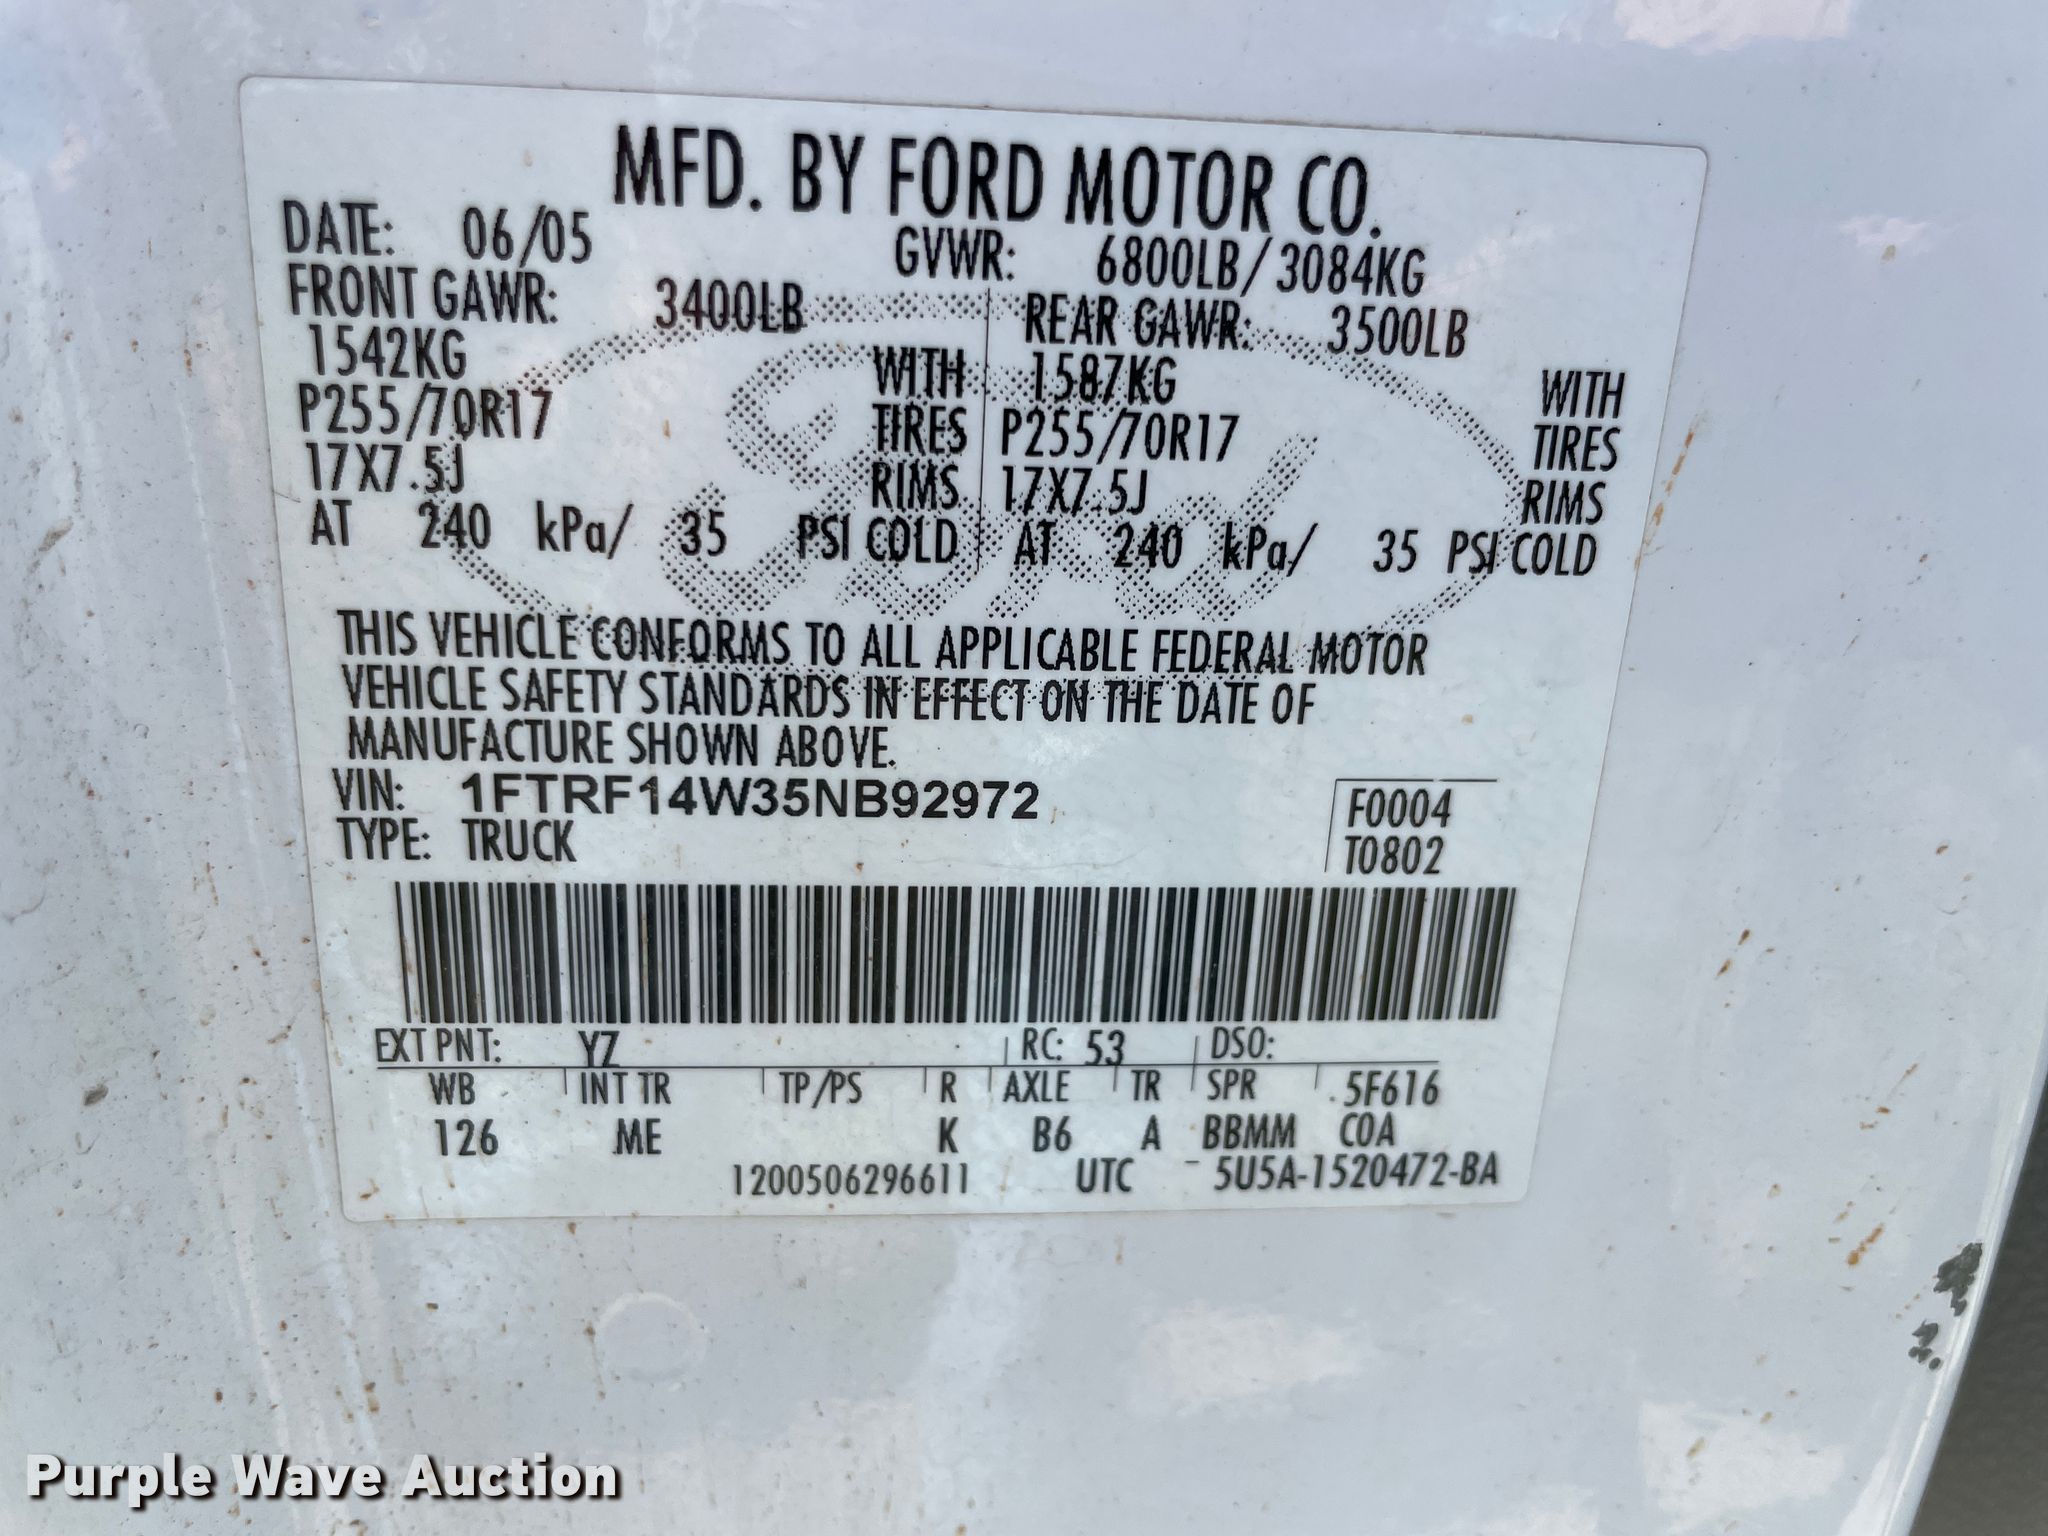 MFD. BY FORD MOTOR CO.
DATE: 06/05 GVWR: 6800LB/3084KG
FRONT GAWR: 3400LB REAR GAWR: 3500LB
1542KG WITH 1587KG WITH
P255/70R17 TIRES P255/70R17 TIRES
17X7.5J RIMS 17X7.5J RIMS
AT 240 kPa/ 35 PSI COLD AT 240 kPa/ 35 PSI COLD
Ford
THIS VEHICLE CONFORMS TO ALL APPLICABLE FEDERAL MOTOR
VEHICLE SAFETY STANDARDS IN EFFECT ON THE DATE OF
MANUFACTURE SHOWN ABOVE.
VIN: 1FTRF14W35NB92972 F0004
TYPE: TRUCK T0802
EXT PNT: YZ RC: 53 DSO:
WB INT TR TP/PS R AXLE TR SPR 5F616
126 ME K B6 A BBMM COA
1200506296611 UTC 5U5A-1520472-BA
Purple Wave Auction